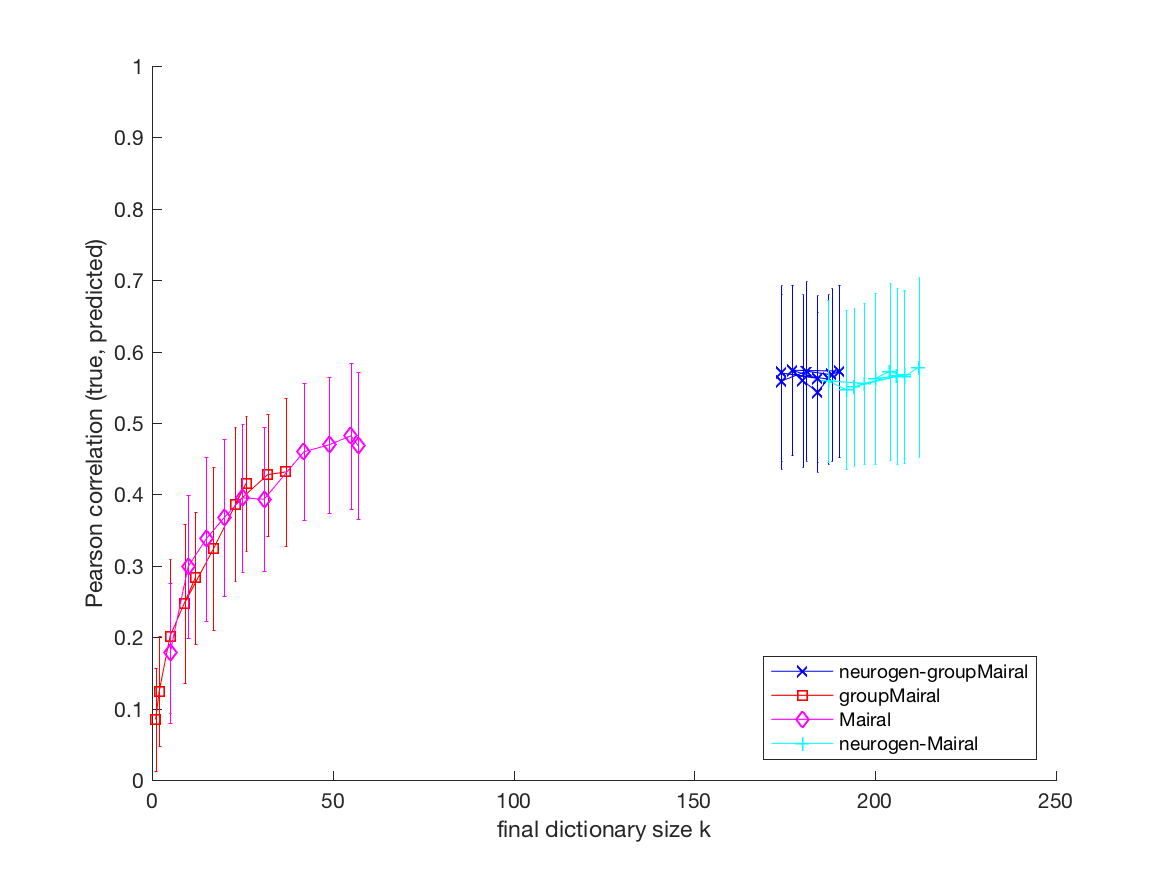 1
0.9
0.8
0.7
0.6
0.5
0.4
0.3
0.2
0.1
0
Pearson correlation (true, predicted)
0 50 100 150 200 250
final dictionary size k
neurogen-groupMairal
groupMairal
Mairal
neurogen-Mairal